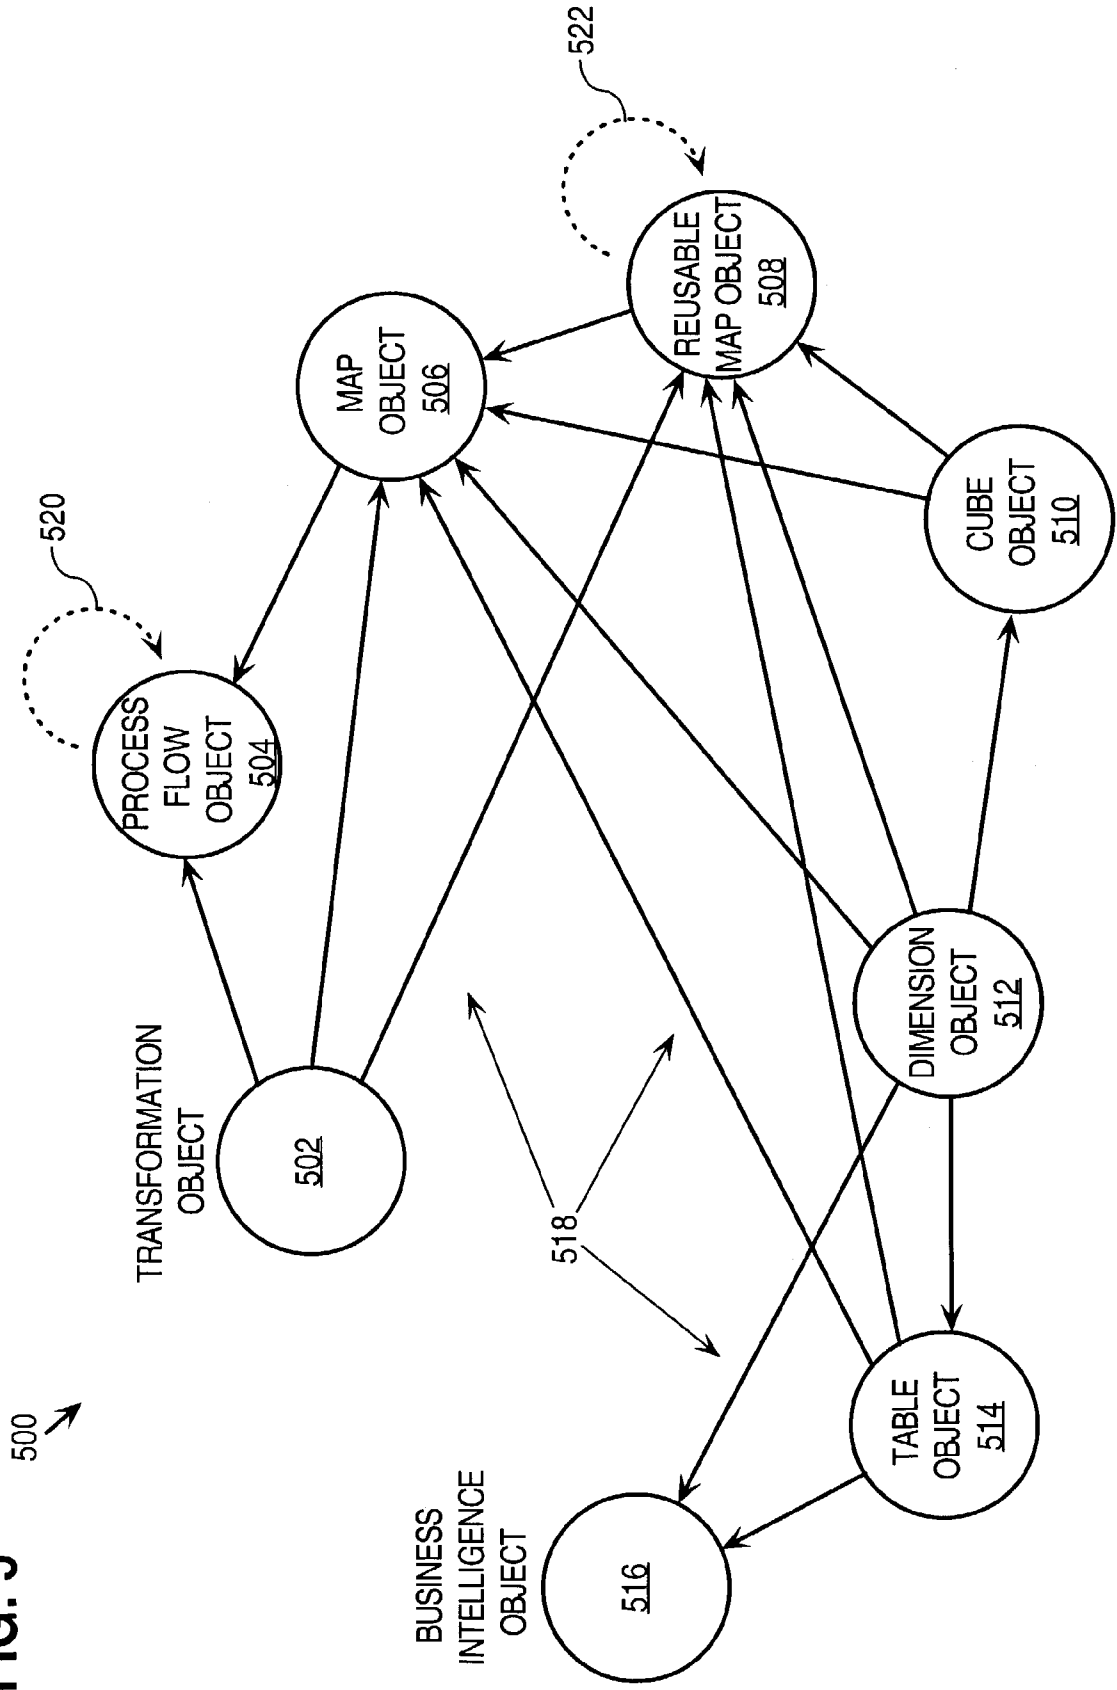 FIG. 5
500
TRANSFORMATION
OBJECT
502
PROCESS
FLOW
OBJECT
504
520
MAP
OBJECT
506
522
REUSABLE
MAP OBJECT
508
518
BUSINESS
INTELLIGENCE
OBJECT
516
TABLE
OBJECT
514
DIMENSION
OBJECT
512
CUBE
OBJECT
510